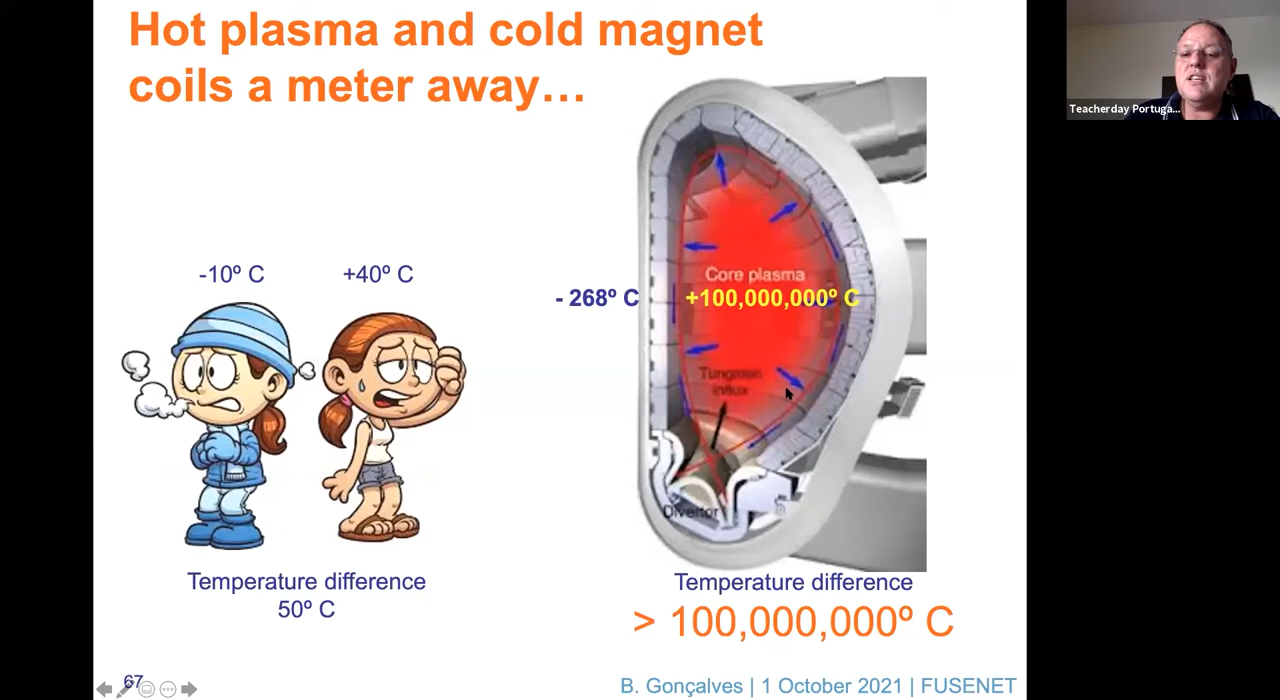 Hot plasma and cold magnet
coils a meter away…
Teacherday Portuga...
-10º C
+40º C
- 268º C
Core plasma
+100,000,000º C
Tungsten
influx
Divertor
Temperature difference
50º C
Temperature difference
> 100,000,000º C
67
B. Gonçalves | 1 October 2021 | FUSENET